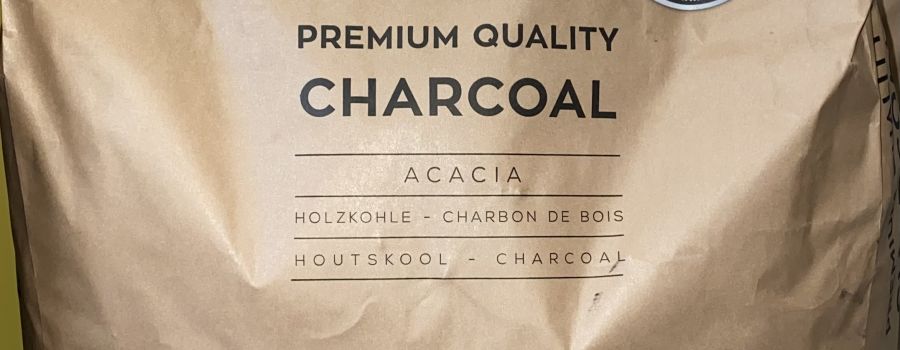 PREMIUM QUALITY
CHARCOAL
ACACIA
HOLZKOHLE - CHARBON DE BOIS
HOUTSKOOL - CHARCOAL